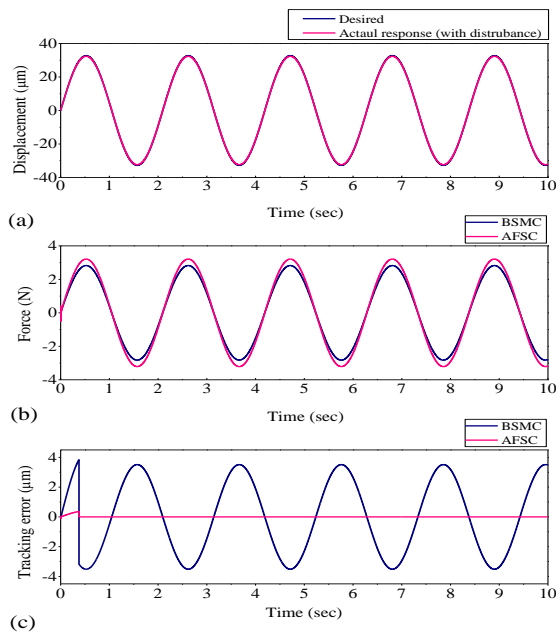 Desired
Actaul response (with distrubance)
40
20
0
-20
-40
Displacement (μm)
0 1 2 3 4 5 6 7 8 9 10
Time (sec)
(a)
BSMC
AFSC
4
2
0
-2
-4
Force (N)
0 1 2 3 4 5 6 7 8 9 10
Time (sec)
(b)
BSMC
AFSC
4
2
0
-2
-4
Tracking error (μm)
0 1 2 3 4 5 6 7 8 9 10
Time (sec)
(c)